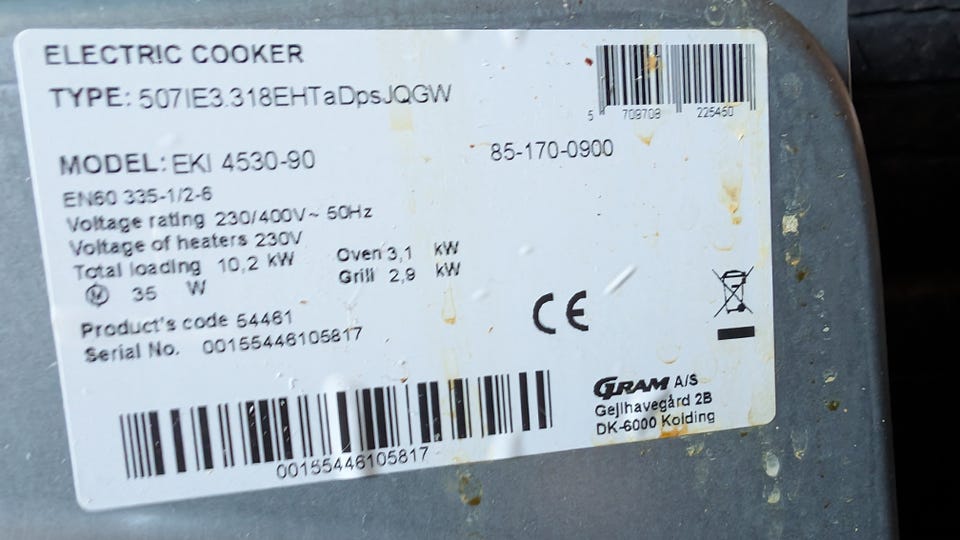 ELECTRIC COOKER
TYPE: 507IE3.318EHTaDpsJQGW
5 708708 225450
MODEL: EKI 4530-90
85-170-0900
EN60 335-1/2-6
Voltage rating 230/400V~ 50Hz
Voltage of heaters 230V
Total loading 10,2 kW Oven 3,1 kW
M 35 W Grill 2,9 kW
Product's code 54461
Serial No. 00155446105817
CE
00155446105817
GRAM A/S
Gejlhavegård 2B
DK-6000 Kolding